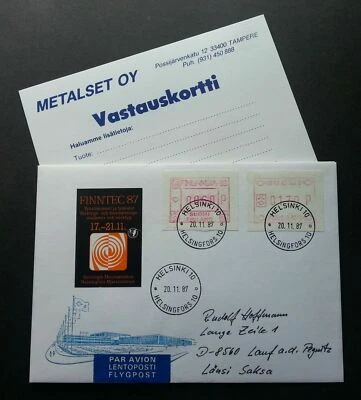 Pössijärvenkatu 12 33400 TAMPERE
Puh. (931) 450 888
METALSET OY
Vastauskortti
Haluamme lisätietoja:
Tuote:
FINNTEC 87
17.-21.11.
SUOMI
HELSINKI 10
20.11.87
HELSINGFORS 10
HELSINKI 10
20.11.87
HELSINGFORS 10
HELSINKI 10
20.11.87
HELSINGFORS 10
Rudolf Hoffmann
Lange Zeile 1
D-8560 Lauf a.d. Pegnitz
Länsi Saksa
PAR AVION
LENTOPOSTI
FLYGPOST